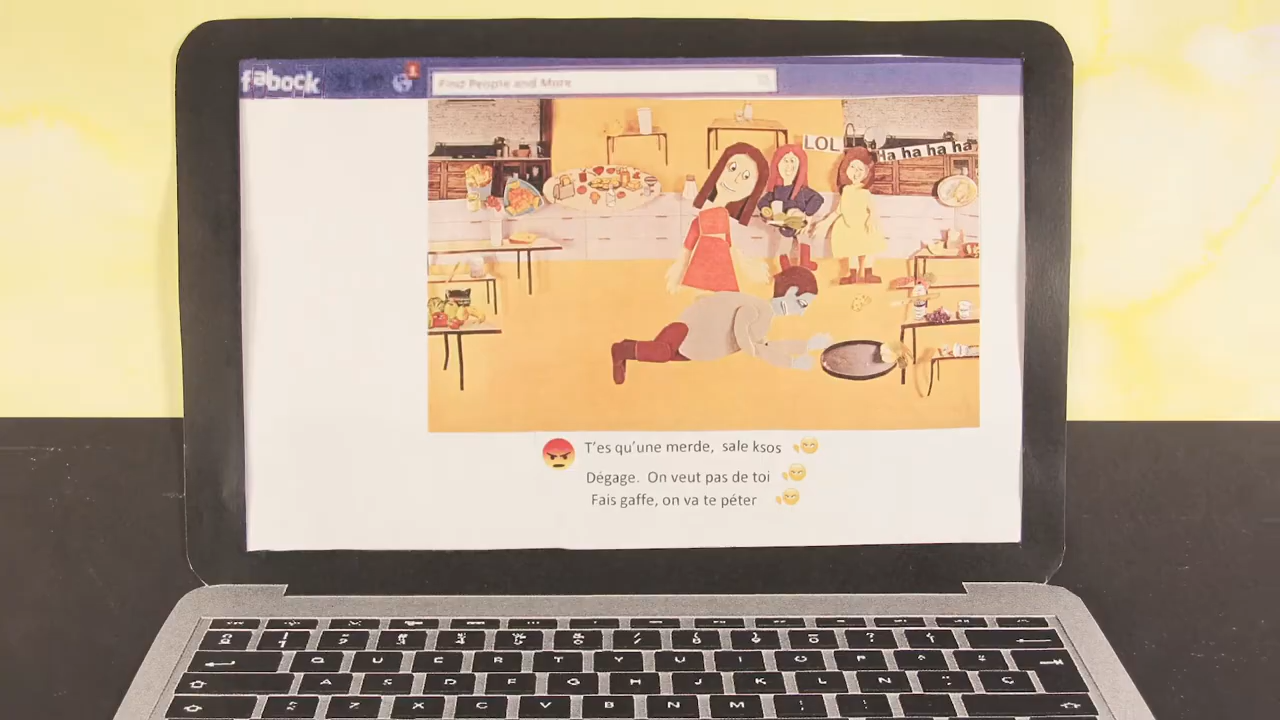 fabock
1
Find People and More
LOL
Ha ha ha ha
T'es qu'une merde, sale ksos
Dégage. On veut pas de toi
Fais gaffe, on va te péter
Q U E R T Y U I O P
A S D F G H J K L Ñ Ç
Z X C V B N M